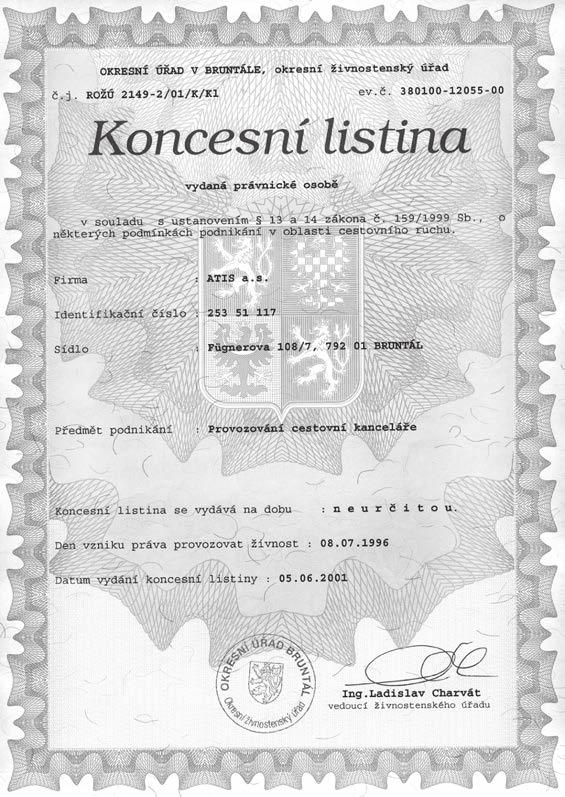 OKRESNÍ ÚŘAD V BRUNTÁLE, okresní živnostenský úřad
č.j. ROŽÚ 2149-2/01/K/K1 ev.č. 380100-12055-00
Koncesní listina
vydaná právnické osobě
v souladu s ustanovením § 13 a 14 zákona č. 159/1999 Sb., o
některých podmínkách podnikání v oblasti cestovního ruchu.
Firma : ATIS a.s.
Identifikační číslo : 253 51 117
Sídlo : Fügnerova 108/7, 792 01 BRUNTÁL
Předmět podnikání : Provozování cestovní kanceláře
Koncesní listina se vydává na dobu : n e u r č i t o u.
Den vzniku práva provozovat živnost : 08.07.1996
Datum vydání koncesní listiny : 05.06.2001
OKRESNÍ ÚŘAD BRUNTÁL
Okresní živnostenský úřad
Ing.Ladislav Charvát
vedoucí živnostenského úřadu